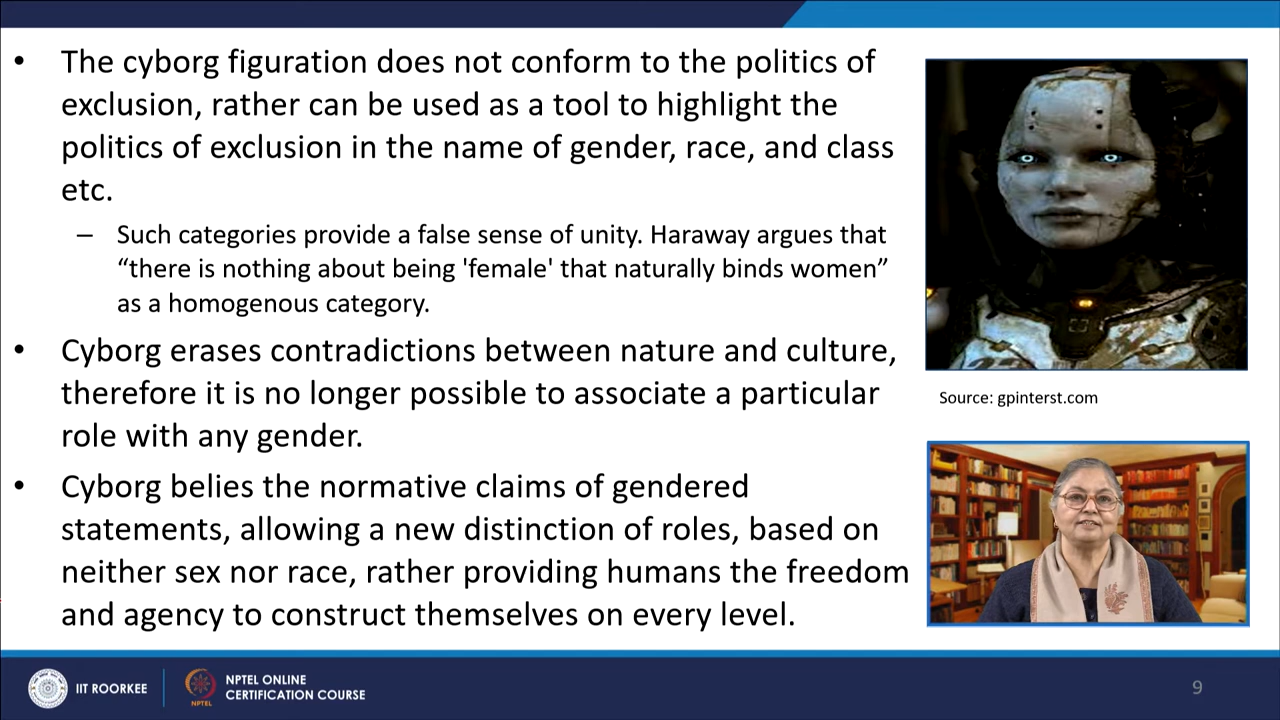 • The cyborg figuration does not conform to the politics of
exclusion, rather can be used as a tool to highlight the
politics of exclusion in the name of gender, race, and class
etc.
– Such categories provide a false sense of unity. Haraway argues that
“there is nothing about being 'female' that naturally binds women”
as a homogenous category.
• Cyborg erases contradictions between nature and culture,
therefore it is no longer possible to associate a particular
role with any gender.
• Cyborg belies the normative claims of gendered
statements, allowing a new distinction of roles, based on
neither sex nor race, rather providing humans the freedom
and agency to construct themselves on every level.
Source: gpinterst.com
IIT ROORKEE
NPTEL
NPTEL ONLINE
CERTIFICATION COURSE
9